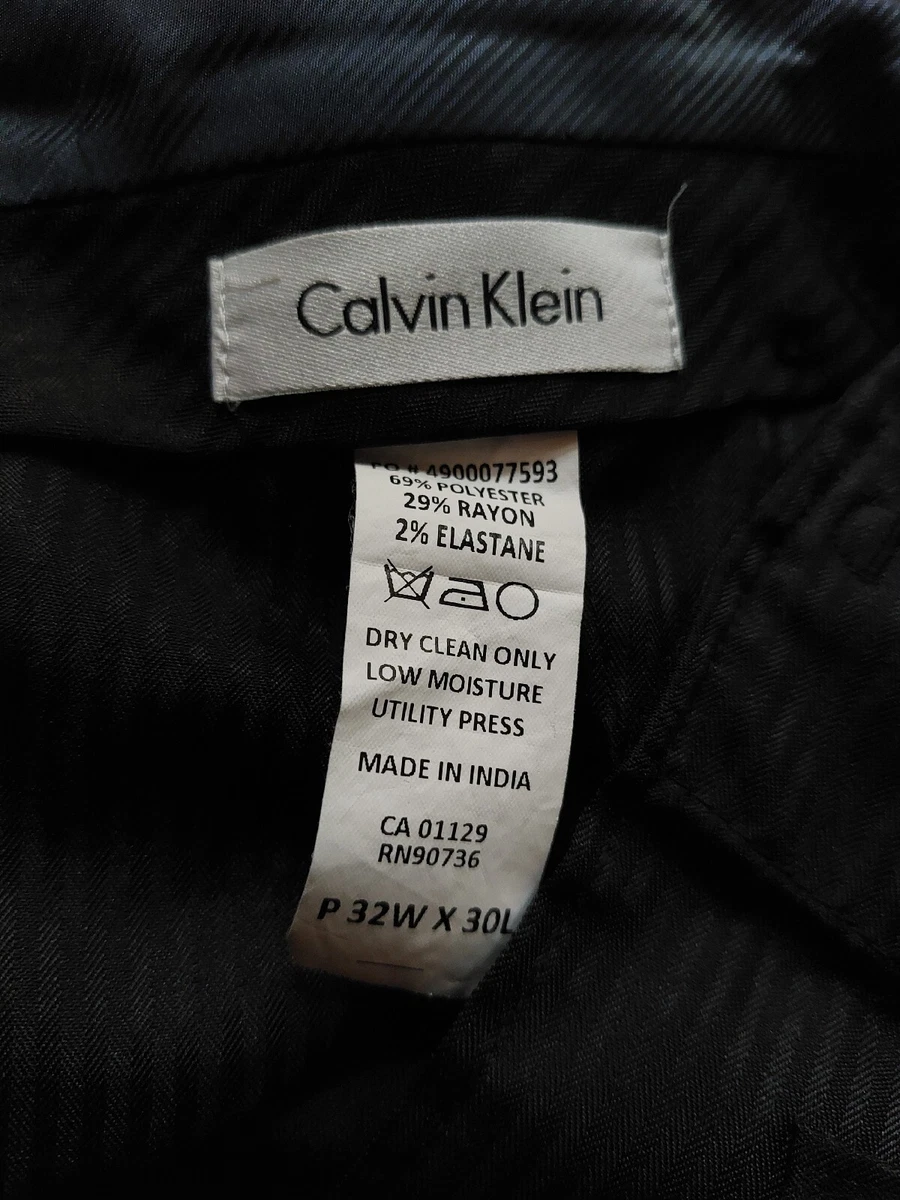 Calvin Klein
PO # 4900077593
69% POLYESTER
29% RAYON
2% ELASTANE
DRY CLEAN ONLY
LOW MOISTURE
UTILITY PRESS
MADE IN INDIA
CA 01129
RN90736
P 32W X 30L